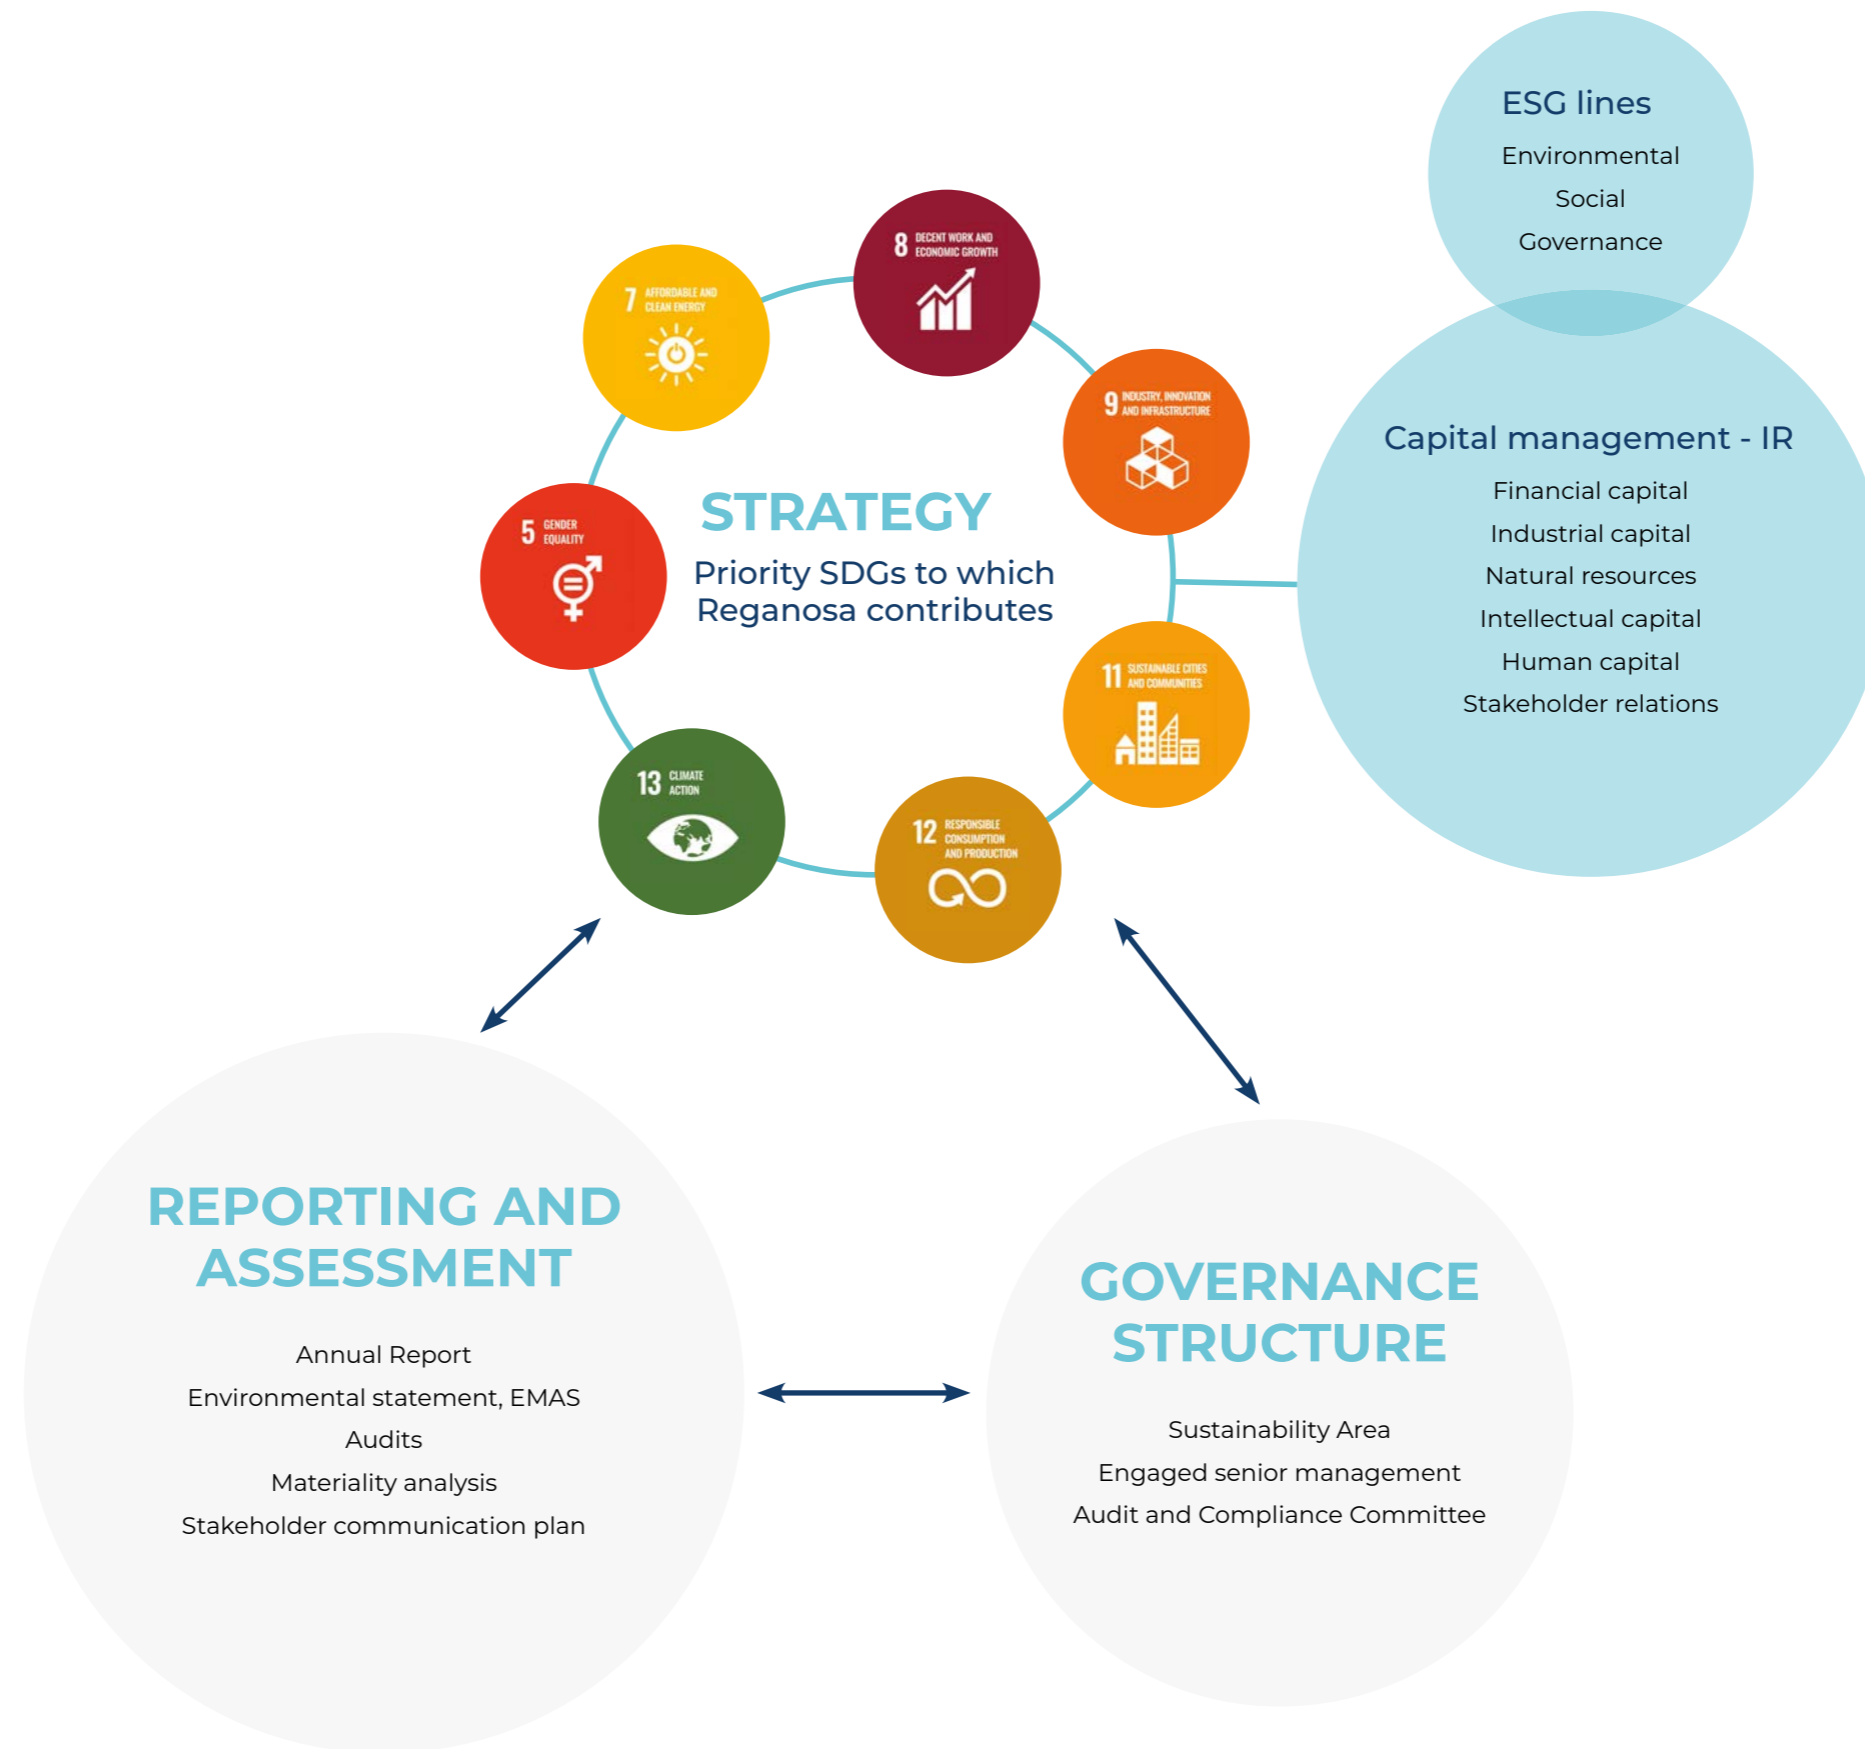 ESG lines
Environmental
Social
Governance
8 DECENT WORK AND
ECONOMIC GROWTH
7 AFFORDABLE AND
CLEAN ENERGY
9 INDUSTRY, INNOVATION
AND INFRASTRUCTURE
Capital management - IR
Financial capital
Industrial capital
Natural resources
Intellectual capital
Human capital
Stakeholder relations
STRATEGY
Priority SDGs to which
Reganosa contributes
5 GENDER
EQUALITY
11 SUSTAINABLE CITIES
AND COMMUNITIES
13 CLIMATE
ACTION
12 RESPONSIBLE
CONSUMPTION
AND PRODUCTION
REPORTING AND
ASSESSMENT
Annual Report
Environmental statement, EMAS
Audits
Materiality analysis
Stakeholder communication plan
GOVERNANCE
STRUCTURE
Sustainability Area
Engaged senior management
Audit and Compliance Committee